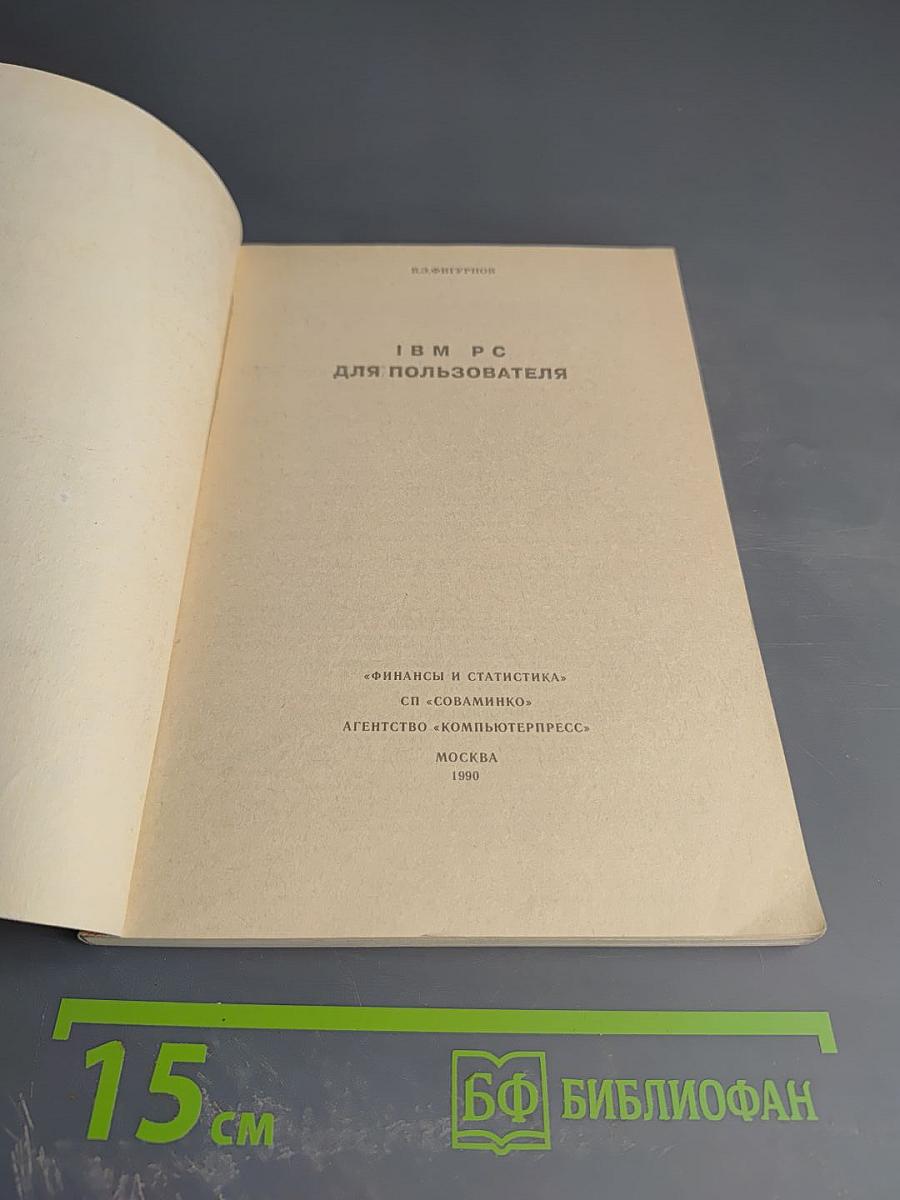 В.Э.ФИГУРНОВ
IBM PC
ДЛЯ ПОЛЬЗОВАТЕЛЯ
«ФИНАНСЫ И СТАТИСТИКА»
СП «СОВАМИНКО»
АГЕНТСТВО «КОМПЬЮТЕРПРЕСС»
МОСКВА
1990
15 см
БФ БИБЛИОФАН